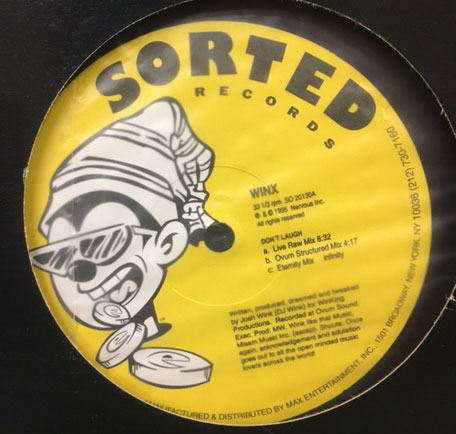 SORTED
RECORDS
WINX
33 1/3 rpm SO 20130A
℗ & © 1995 Nervous Inc.
All rights reserved
DON'T LAUGH
a. Live Raw Mix 8:32
b. Ovum Structured Mix 4:17
c: Eternity Mix infinity
Written, produced, dreamed and tweaked
by Josh Wink (DJ Wink) for WinKing
Productions. Recorded at Ovum Sound.
Exec Prod: MW. Wink like that Music,
Misam Music Inc. Shouts: Once
again, acknowledgement and adulation
goes out to all the open minded music
lovers across the world!
MANUFACTURED & DISTRIBUTED BY MAX ENTERTAINMENT, INC., 1501 BROADWAY, NEW YORK, NY 10036 (212) 730-7160